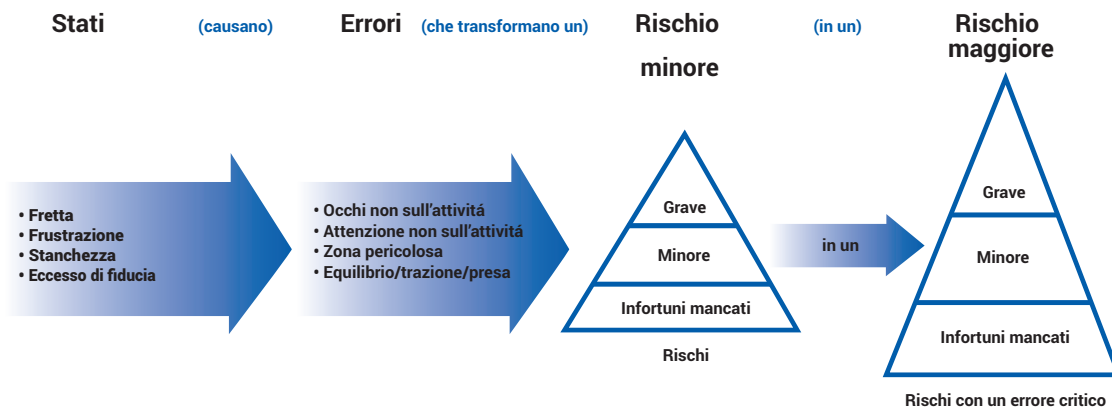 Stati
(causano)
Errori
(che transformano un)
Rischio
minore
(in un)
Rischio
maggiore
• Fretta
• Frustrazione
• Stanchezza
• Eccesso di fiducia
• Occhi non sull'attivitá
• Attenzione non sull'attivitá
• Zona pericolosa
• Equilibrio/trazione/presa
Grave
Minore
Infortuni mancati
Rischi
in un
Grave
Minore
Infortuni mancati
Rischi con un errore critico